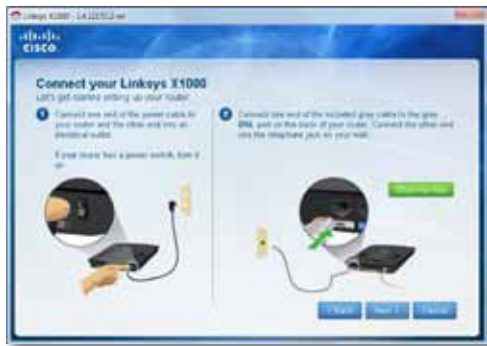 Linksys X1000 -
CISCO
Connect your Linksys X1000
Let's get started setting up your router.
1 Connect one end of the power cable to
your router and the other end into an
electrical outlet.
If your router has a power switch, turn it
on.
2 Connect one end of the included gray cable to the gray
DSL port on the back of your router. Connect the other end
into the telephone jack on your wall.
< Back
Next >
Cancel